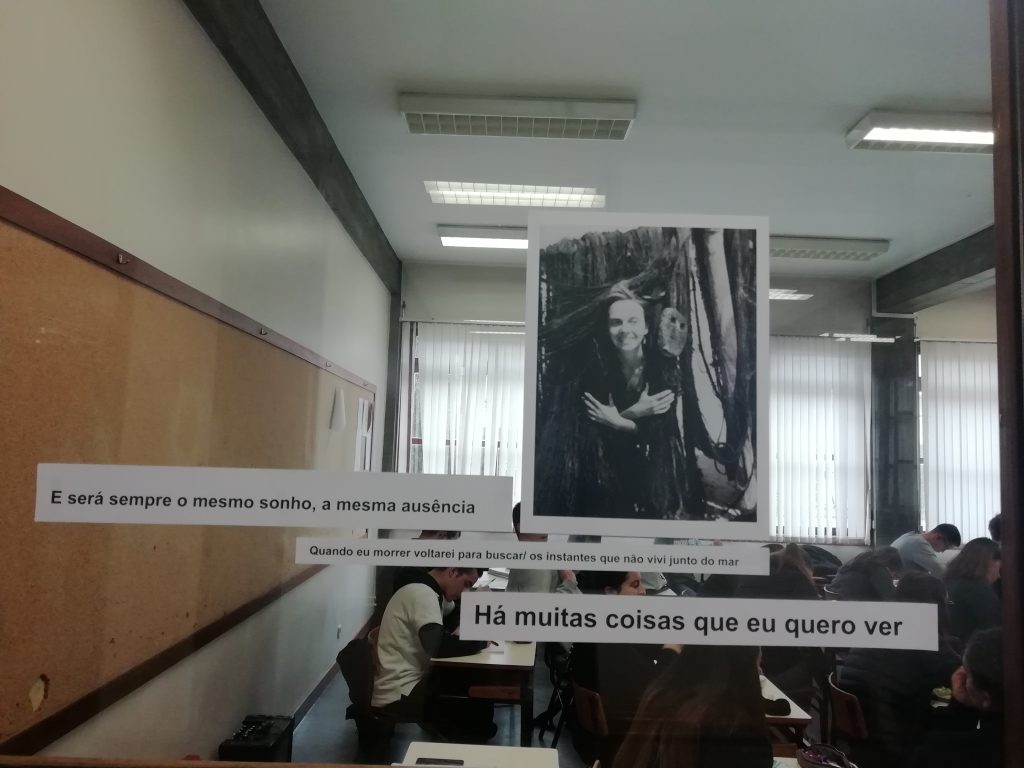 E será sempre o mesmo sonho, a mesma ausência
Quando eu morrer voltarei para buscar/ os instantes que não vivi junto do mar
Há muitas coisas que eu quero ver